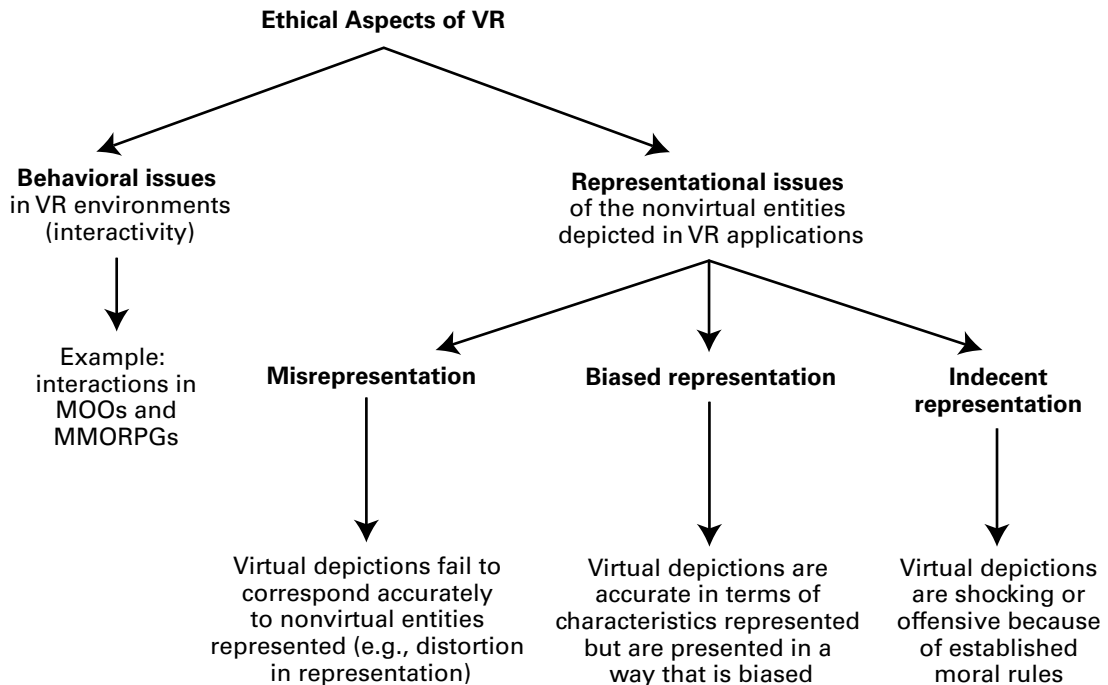 Ethical Aspects of VR
Behavioral issues
in VR environments
(interactivity)
Representational issues
of the nonvirtual entities
depicted in VR applications
Example:
interactions in
MOOs and
MMORPGs
Misrepresentation
Biased representation
Indecent
representation
Virtual depictions fail to
correspond accurately
to nonvirtual entities
represented (e.g., distortion
in representation)
Virtual depictions are
accurate in terms of
characteristics represented
but are presented in a
way that is biased
Virtual depictions
are shocking or
offensive because
of established
moral rules